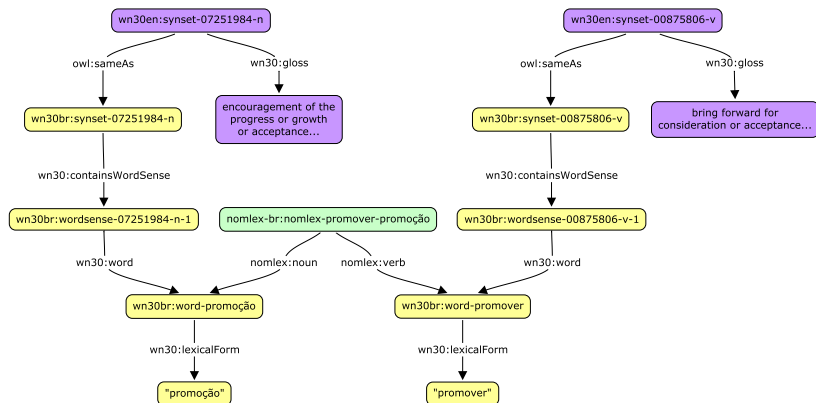 wn30en:synset-07251984-n
wn30en:synset-00875806-v
owl:sameAs
wn30:gloss
owl:sameAs
wn30:gloss
encouragement of the
progress or growth
or acceptance...
bring forward for
consideration or acceptance...
wn30br:synset-07251984-n
wn30br:synset-00875806-v
wn30:containsWordSense
wn30:containsWordSense
wn30br:wordsense-07251984-n-1
nomlex-br:nomlex-promover-promoção
wn30br:wordsense-00875806-v-1
wn30:word
nomlex:noun
nomlex:verb
wn30:word
wn30br:word-promoção
wn30br:word-promover
wn30:lexicalForm
wn30:lexicalForm
"promoção"
"promover"